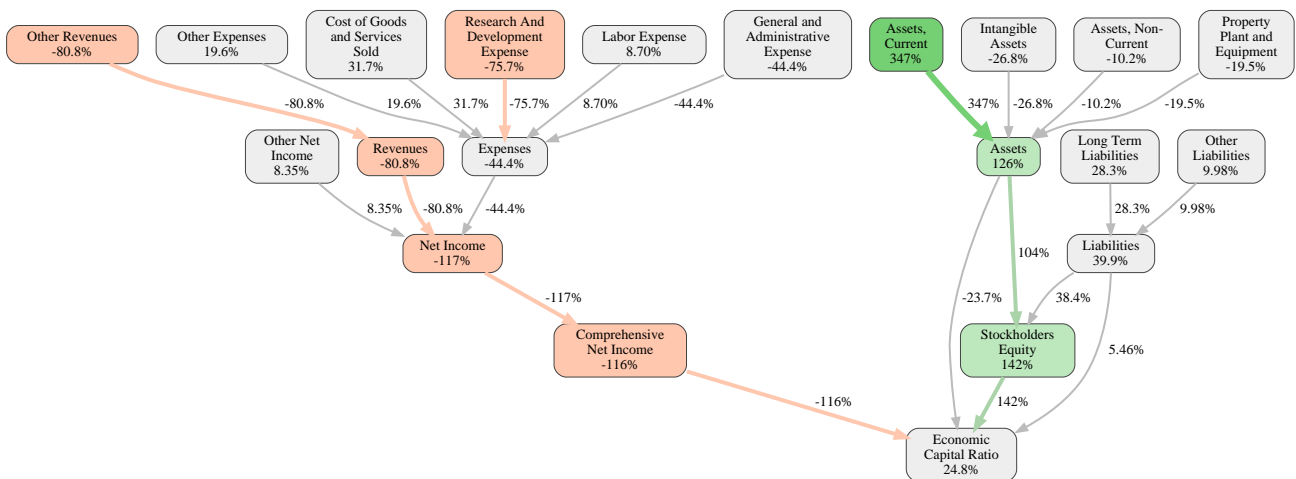 Other Revenues
-80.8%
Other Expenses
19.6%
Cost of Goods
and Services
Sold
31.7%
Research And
Development
Expense
-75.7%
Labor Expense
8.70%
General and
Administrative
Expense
-44.4%
Assets,
Current
347%
Intangible
Assets
-26.8%
Assets, Non-
Current
-10.2%
Property
Plant and
Equipment
-19.5%
-80.8%
19.6%
31.7%
-75.7%
8.70%
-44.4%
347%
-26.8%
-10.2%
-19.5%
Other Net
Income
8.35%
Revenues
-80.8%
Expenses
-44.4%
Assets
126%
Long Term
Liabilities
28.3%
Other
Liabilities
9.98%
8.35%
-80.8%
-44.4%
28.3%
9.98%
Net Income
-117%
104%
Liabilities
39.9%
-117%
-23.7%
38.4%
Comprehensive
Net Income
-116%
Stockholders
Equity
142%
5.46%
-116%
142%
Economic
Capital Ratio
24.8%